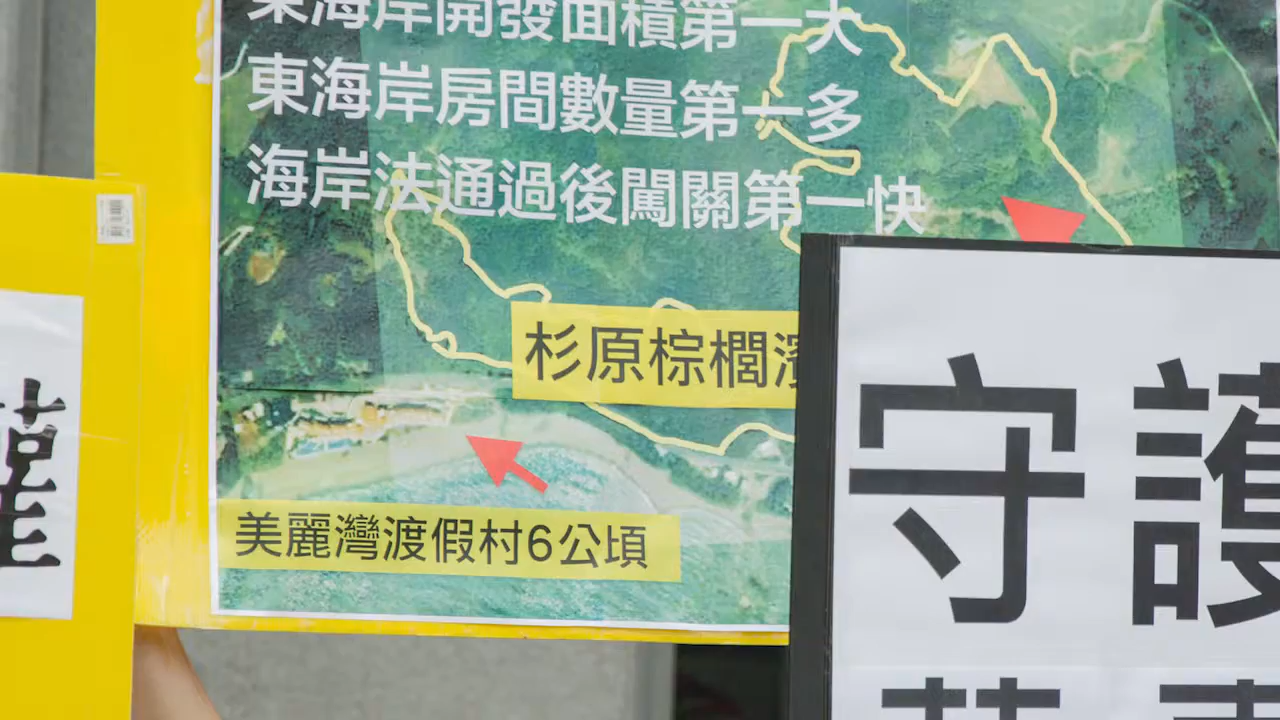 東海岸開發面積第一大
東海岸房間數量第一多
海岸法通過後闖關第一快
杉原棕櫚濱
美麗灣渡假村6公頃
守護